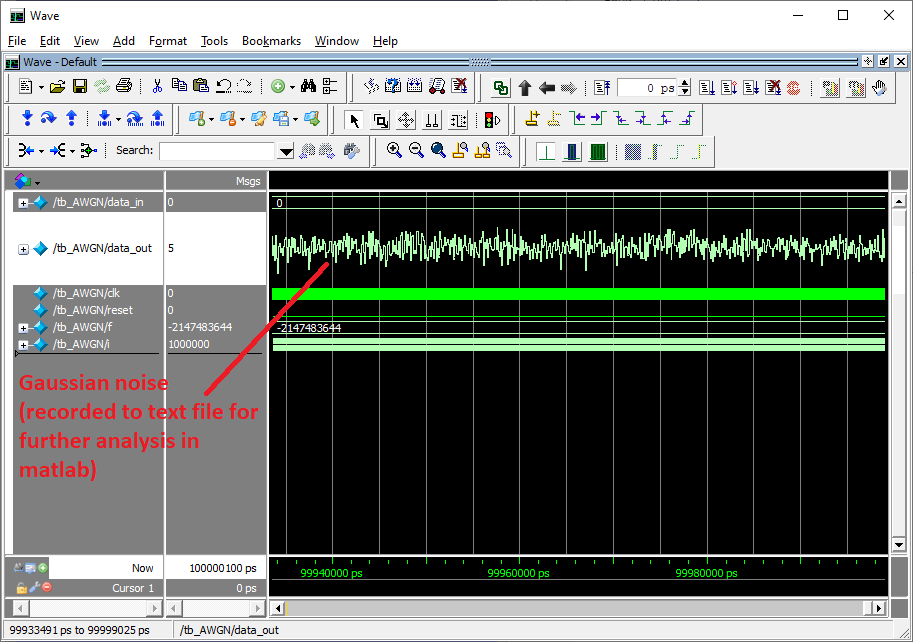 Wave
File Edit View Add Format Tools Bookmarks Window Help
Wave - Default
0 ps
Search:
Msgs
/tb_AWGN/data_in 0 0
/tb_AWGN/data_out 5
/tb_AWGN/clk 0
/tb_AWGN/reset 0
/tb_AWGN/f -2147483644 -2147483644
/tb_AWGN/i 1000000
Gaussian noise
(recorded to text file for
further analysis in
matlab)
Now 100000100 ps
99940000 ps 99960000 ps 99980000 ps
Cursor 1 0 ps
99933491 ps to 99999025 ps /tb_AWGN/data_out